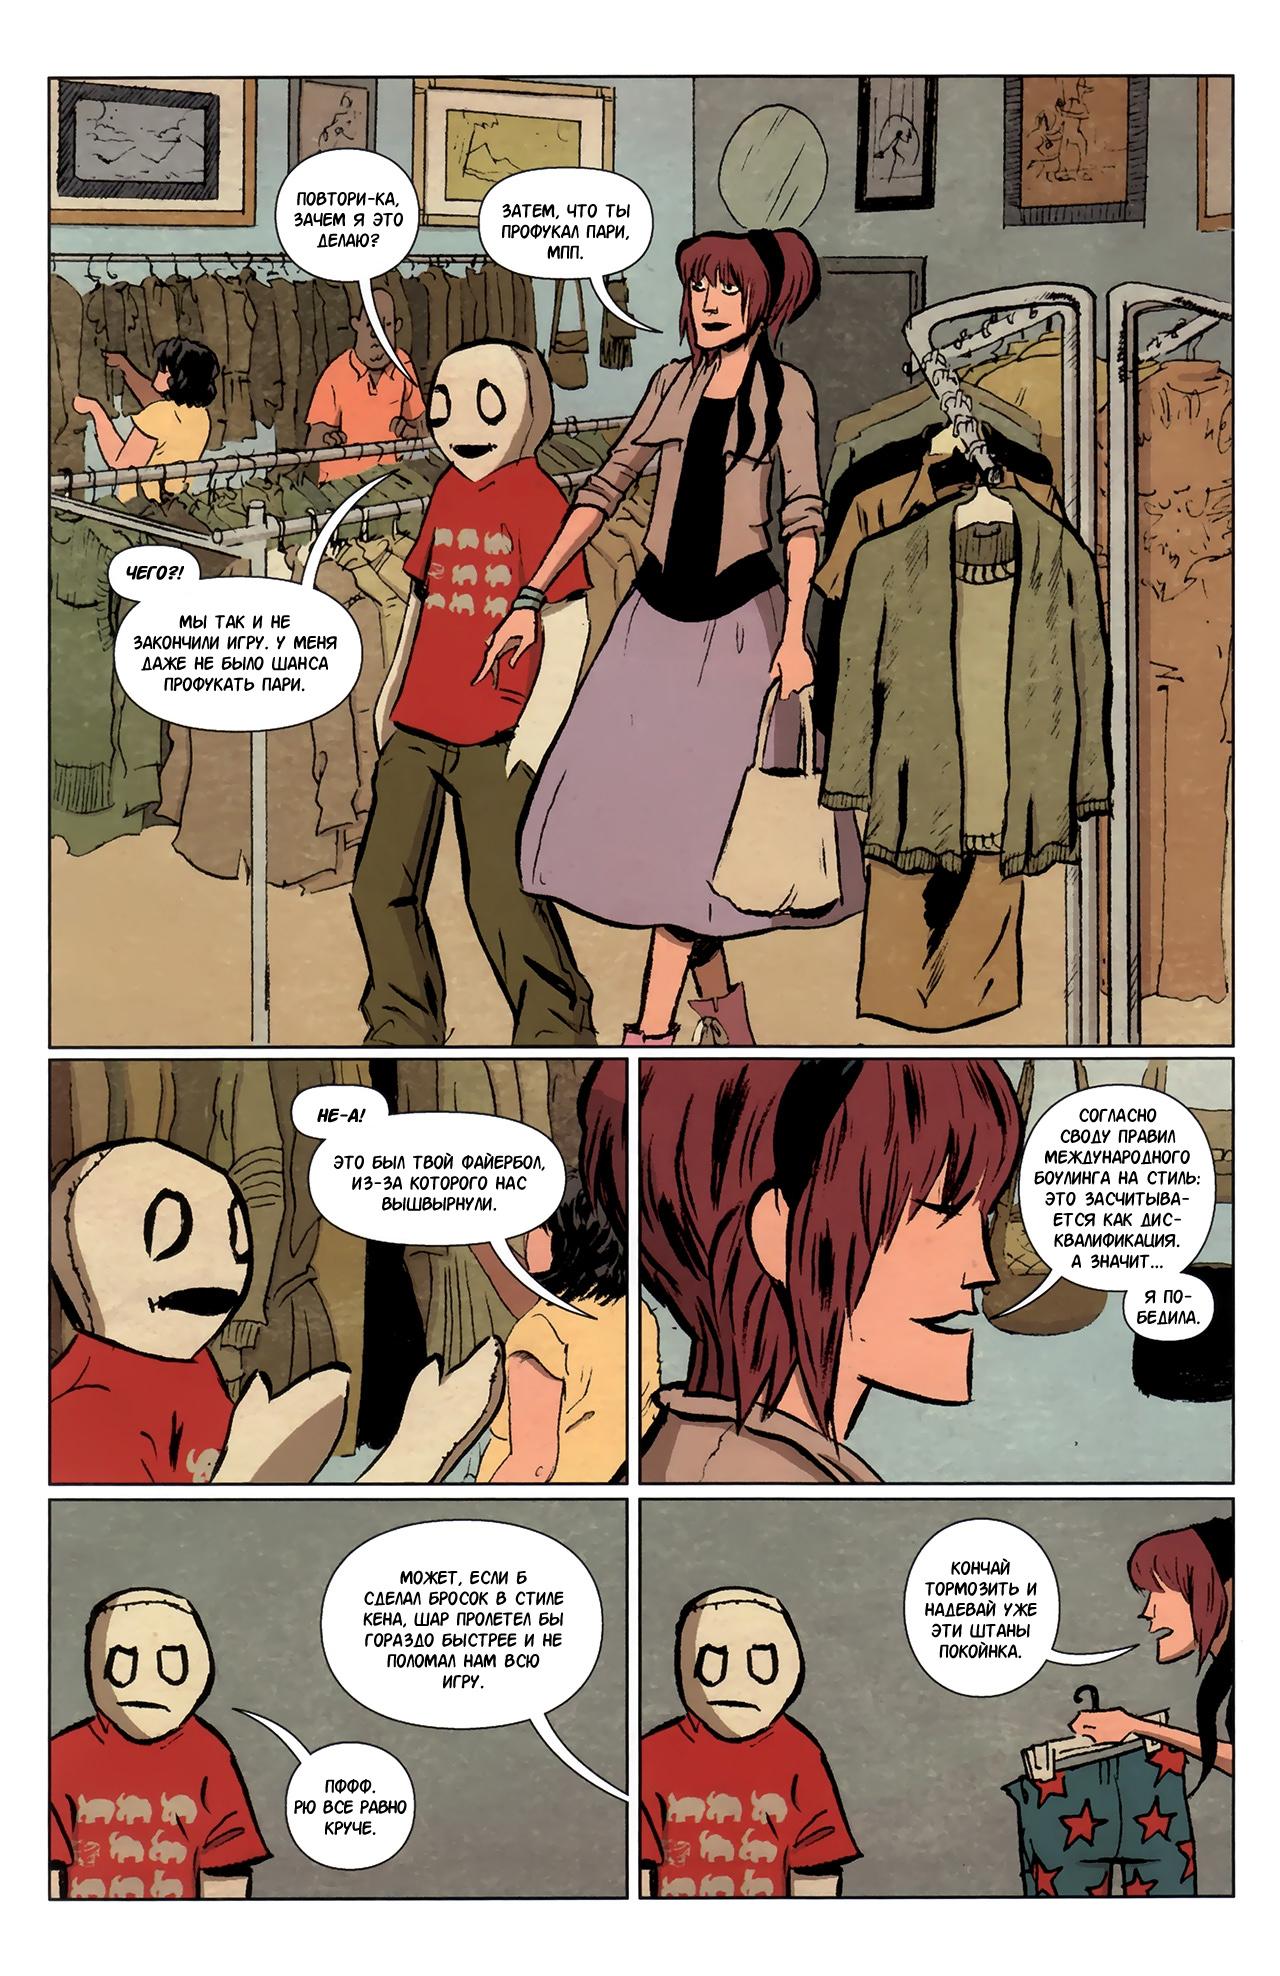 ПОВТОРИ-КА,
ЗАЧЕМ Я ЭТО
ДЕЛАЮ?
ЗАТЕМ, ЧТО ТЫ
ПРОФУКАЛ ПАРИ,
МПП.
ЧЕГО?!
МЫ ТАК И НЕ
ЗАКОНЧИЛИ ИГРУ. У МЕНЯ
ДАЖЕ НЕ БЫЛО ШАНСА
ПРОФУКАТЬ ПАРИ.
НЕ-А!
ЭТО БЫЛ ТВОЙ ФАЙЕРБОЛ,
ИЗ-ЗА КОТОРОГО НАС
ВЫШВЫРНУЛИ.
СОГЛАСНО
СВОДУ ПРАВИЛ
МЕЖДУНАРОДНОГО
БОУЛИНГА НА СТИЛЬ:
ЭТО ЗАСЧИТЫВА-
ЕТСЯ КАК ДИС-
КВАЛИФИКАЦИЯ.
А ЗНАЧИТ...
Я ПО-
БЕДИЛА.
МОЖЕТ, ЕСЛИ Б
СДЕЛАЛ БРОСОК В СТИЛЕ
КЕНА, ШАР ПРОЛЕТЕЛ БЫ
ГОРАЗДО БЫСТРЕЕ И НЕ
ПОЛОМАЛ НАМ ВСЮ
ИГРУ.
ПФФФ.
РЮ ВСЕ РАВНО
КРУЧЕ.
КОНЧАЙ
ТОРМОЗИТЬ И
НАДЕВАЙ УЖЕ
ЭТИ ШТАНЫ
ПОКОЙНКА.